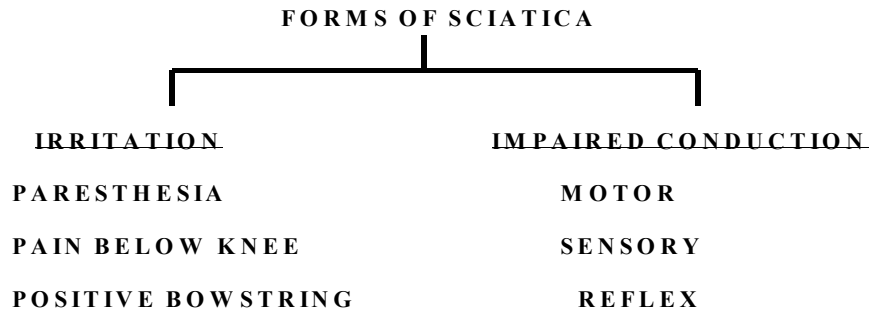 FORMS OF SCIATICA
IRRITATION IMPAIRED CONDUCTION
PARESTHESIA MOTOR
PAIN BELOW KNEE SENSORY
POSITIVE BOWSTRING REFLEX